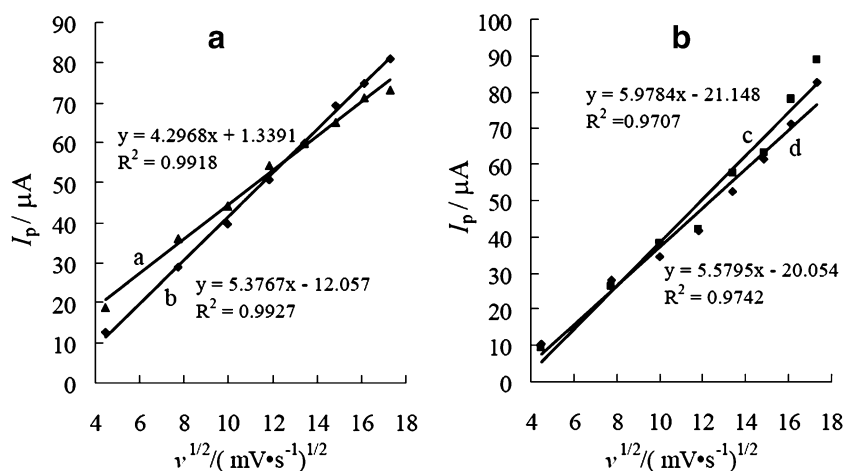 a
90
80
70
60
50
40
30
20
10
0
I_p / μA
y = 4.2968x + 1.3391
R² = 0.9918
a
b
y = 5.3767x - 12.057
R² = 0.9927
4 6 8 10 12 14 16 18
v^1/2/( mV•s⁻¹)^1/2
b
100
90
80
70
60
50
40
30
20
10
0
I_p / μA
y = 5.9784x - 21.148
R² =0.9707
c
d
y = 5.5795x - 20.054
R² = 0.9742
4 6 8 10 12 14 16 18
v^1/2/( mV•s⁻¹)^1/2